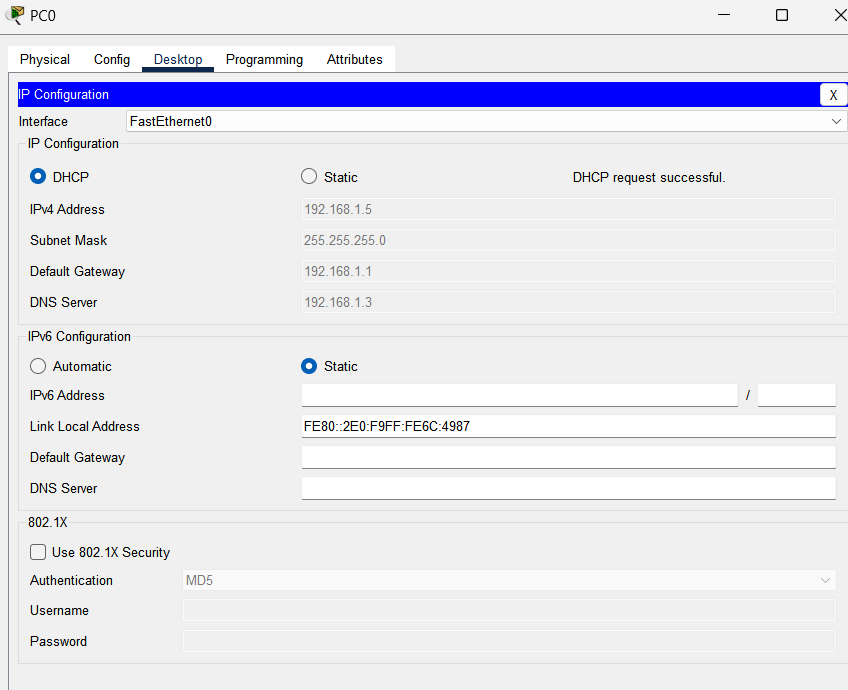 PC0
Physical Config Desktop Programming Attributes
IP Configuration X
Interface FastEthernet0
IP Configuration
DHCP Static DHCP request successful.
IPv4 Address 192.168.1.5
Subnet Mask 255.255.255.0
Default Gateway 192.168.1.1
DNS Server 192.168.1.3
IPv6 Configuration
Automatic Static
IPv6 Address /
Link Local Address FE80::2E0:F9FF:FE6C:4987
Default Gateway
DNS Server
802.1X
Use 802.1X Security
Authentication MD5
Username
Password